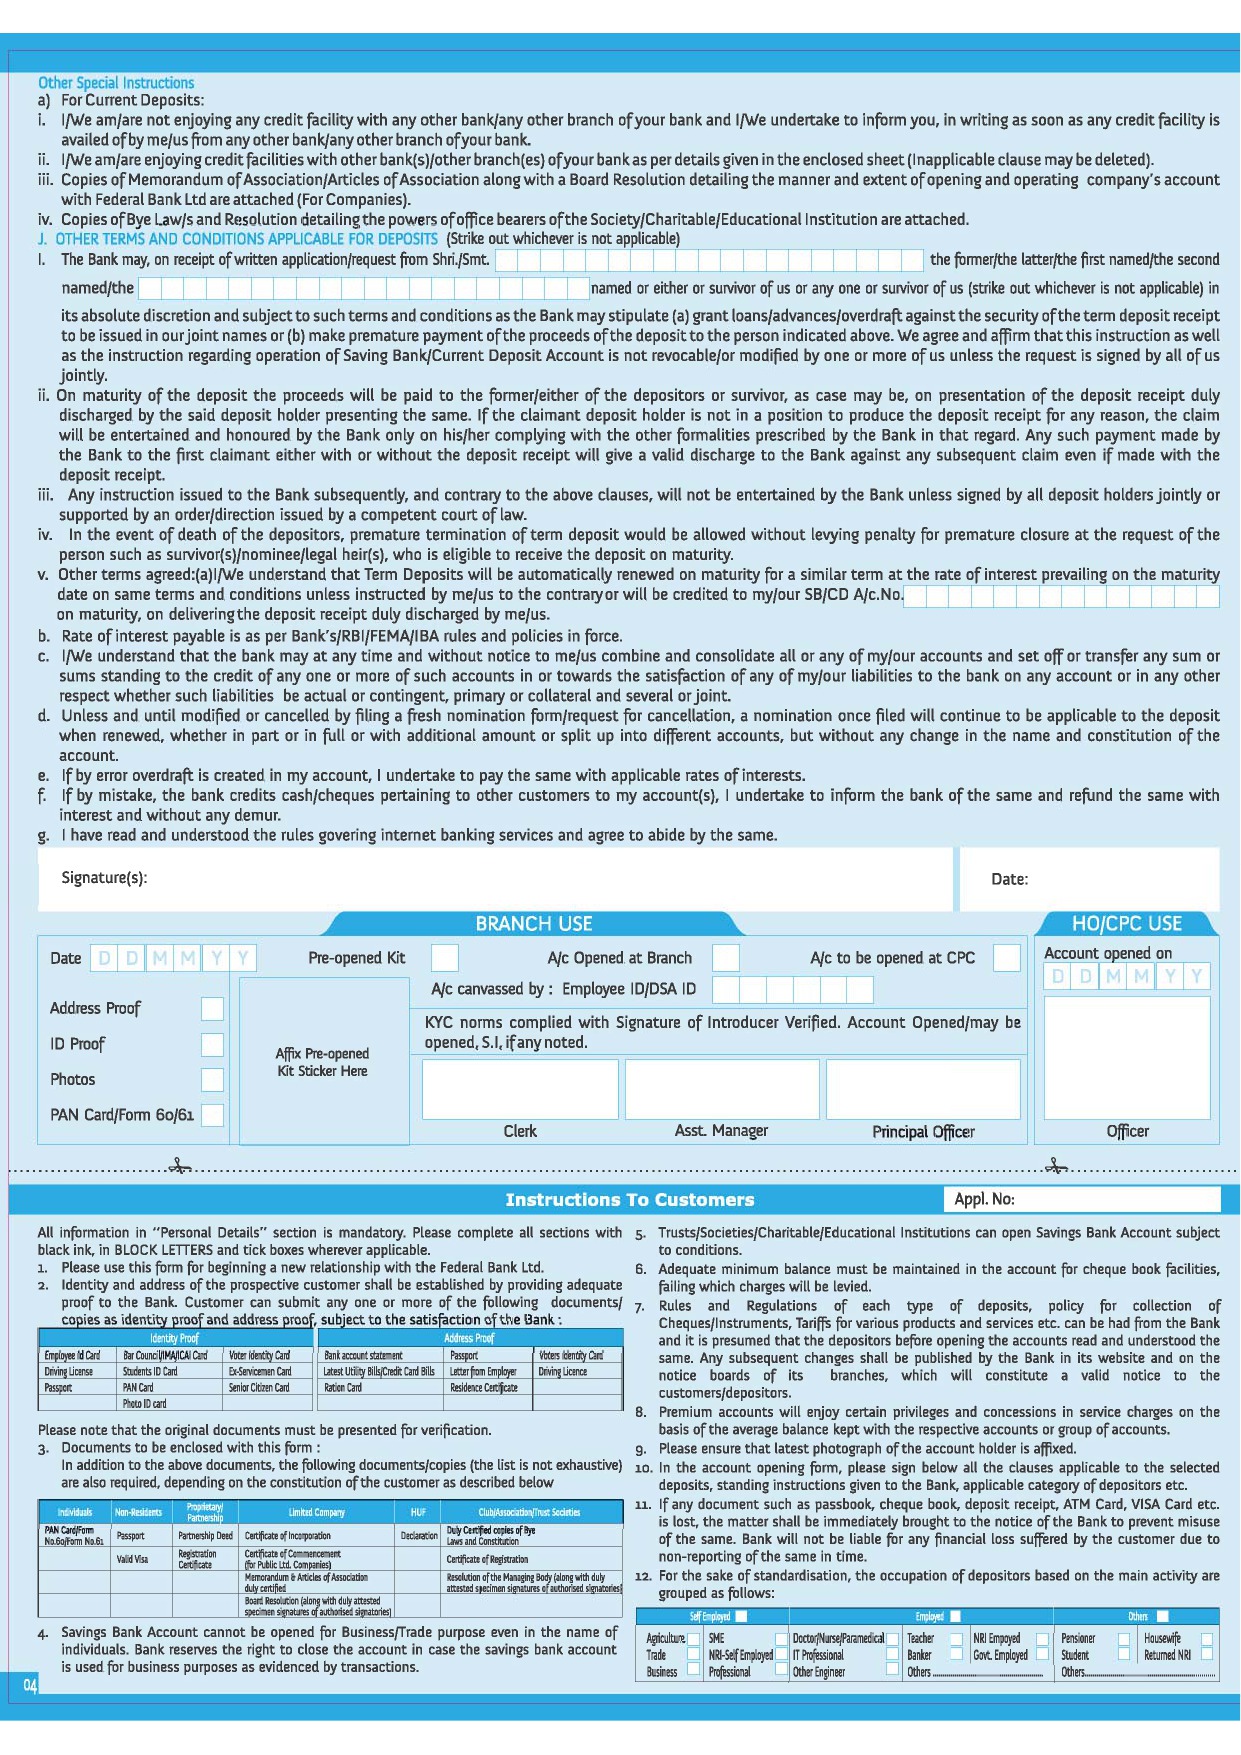 Other Special Instructions
a) For Current Deposits:
i. I/We am/are not enjoying any credit facility with any other bank/any other branch of your bank and I/We undertake to inform you, in writing as soon as any credit facility is
availed of by me/us from any other bank/any other branch of your bank.
ii. I/We am/are enjoying credit facilities with other bank(s)/other branch(es) of your bank as per details given in the enclosed sheet (Inapplicable clause may be deleted).
iii. Copies of Memorandum of Association/Articles of Association along with a Board Resolution detailing the manner and extent of opening and operating company's account
with Federal Bank Ltd are attached (For Companies).
iv. Copies of Bye Law/s and Resolution detailing the powers of office bearers of the Society/Charitable/Educational Institution are attached.
J. OTHER TERMS AND CONDITIONS APPLICABLE FOR DEPOSITS (Strike out whichever is not applicable)
I. The Bank may, on receipt of written application/request from Shri./Smt. the former/the latter/the first named/the second
named/the named or either or survivor of us or any one or survivor of us (strike out whichever is not applicable) in
its absolute discretion and subject to such terms and conditions as the Bank may stipulate (a) grant loans/advances/overdraft against the security of the term deposit receipt
to be issued in our joint names or (b) make premature payment of the proceeds of the deposit to the person indicated above. We agree and affirm that this instruction as well
as the instruction regarding operation of Saving Bank/Current Deposit Account is not revocable/or modified by one or more of us unless the request is signed by all of us
jointly.
ii. On maturity of the deposit the proceeds will be paid to the former/either of the depositors or survivor, as case may be, on presentation of the deposit receipt duly
discharged by the said deposit holder presenting the same. If the claimant deposit holder is not in a position to produce the deposit receipt for any reason, the claim
will be entertained and honoured by the Bank only on his/her complying with the other formalities prescribed by the Bank in that regard. Any such payment made by
the Bank to the first claimant either with or without the deposit receipt will give a valid discharge to the Bank against any subsequent claim even if made with the
deposit receipt.
iii. Any instruction issued to the Bank subsequently, and contrary to the above clauses, will not be entertained by the Bank unless signed by all deposit holders jointly or
supported by an order/direction issued by a competent court of law.
iv. In the event of death of the depositors, premature termination of term deposit would be allowed without levying penalty for premature closure at the request of the
person such as survivor(s)/nominee/legal heir(s), who is eligible to receive the deposit on maturity.
v. Other terms agreed:(a)I/We understand that Term Deposits will be automatically renewed on maturity for a similar term at the rate of interest prevailing on the maturity
date on same terms and conditions unless instructed by me/us to the contrary or will be credited to my/our SB/CD A/c.No.
on maturity, on delivering the deposit receipt duly discharged by me/us.
b. Rate of interest payable is as per Bank's/RBI/FEMA/IBA rules and policies in force.
c. I/We understand that the bank may at any time and without notice to me/us combine and consolidate all or any of my/our accounts and set off or transfer any sum or
sums standing to the credit of any one or more of such accounts in or towards the satisfaction of any of my/our liabilities to the bank on any account or in any other
respect whether such liabilities be actual or contingent, primary or collateral and several or joint.
d. Unless and until modified or cancelled by filing a fresh nomination form/request for cancellation, a nomination once filed will continue to be applicable to the deposit
when renewed, whether in part or in full or with additional amount or split up into different accounts, but without any change in the name and constitution of the
account.
e. If by error overdraft is created in my account, I undertake to pay the same with applicable rates of interests.
f. If by mistake, the bank credits cash/cheques pertaining to other customers to my account(s), I undertake to inform the bank of the same and refund the same with
interest and without any demur.
g. I have read and understood the rules govering internet banking services and agree to abide by the same.
Signature(s): Date:
BRANCH USE HO/CPC USE
Date D D M M Y Y Pre-opened Kit A/c Opened at Branch A/c to be opened at CPC
Account opened on
D D M M Y Y
A/c canvassed by : Employee ID/DSA ID
Address Proof
ID Proof
Photos
PAN Card/Form 60/61
Affix Pre-opened
Kit Sticker Here
KYC norms complied with Signature of Introducer Verified. Account Opened/may be
opened, S.I, if any noted.
Clerk Asst. Manager Principal Officer Officer
Instructions To Customers Appl. No:
All information in "Personal Details" section is mandatory. Please complete all sections with
black ink, in BLOCK LETTERS and tick boxes wherever applicable.
1. Please use this form for beginning a new relationship with the Federal Bank Ltd.
2. Identity and address of the prospective customer shall be established by providing adequate
proof to the Bank. Customer can submit any one or more of the following documents/
copies as identity proof and address proof, subject to the satisfaction of the Bank :
Identity Proof Address Proof
Employee Id Card Bar Council/IMA/ICAI Card Voter Identity Card Bank account statement Passport Voters Identity Card
Driving License Students ID Card Ex-Servicemen Card Latest Utility Bills/Credit Card Bills Letter from Employer Driving Licence
Passport PAN Card Senior Citizen Card Ration Card Residence Certificate
Photo ID card
Please note that the original documents must be presented for verification.
3. Documents to be enclosed with this form :
In addition to the above documents, the following documents/copies (the list is not exhaustive)
are also required, depending on the constitution of the customer as described below
Individuals Non-Residents Proprietary/ Partnership Limited Company HUF Club/Association/Trust Societies
PAN Card/Form No.60/Form No.61 Passport Partnership Deed Certificate of Incorporation Declaration Duly Certified copies of Bye Laws and Constitution
Valid Visa Registration Certificate Certificate of Commencement (for Public Ltd. Companies) Certificate of Registration
Memorandum & Articles of Association duly certified Resolution of the Managing Body (along with duly attested specimen signatures of authorised signatories)
Board Resolution (along with duly attested specimen signatures of authorised signatories)
4. Savings Bank Account cannot be opened for Business/Trade purpose even in the name of
individuals. Bank reserves the right to close the account in case the savings bank account
is used for business purposes as evidenced by transactions.
5. Trusts/Societies/Charitable/Educational Institutions can open Savings Bank Account subject
to conditions.
6. Adequate minimum balance must be maintained in the account for cheque book facilities,
failing which charges will be levied.
7. Rules and Regulations of each type of deposits, policy for collection of
Cheques/Instruments, Tariffs for various products and services etc. can be had from the Bank
and it is presumed that the depositors before opening the accounts read and understood the
same. Any subsequent changes shall be published by the Bank in its website and on the
notice boards of its branches, which will constitute a valid notice to the
customers/depositors.
8. Premium accounts will enjoy certain privileges and concessions in service charges on the
basis of the average balance kept with the respective accounts or group of accounts.
9. Please ensure that latest photograph of the account holder is affixed.
10. In the account opening form, please sign below all the clauses applicable to the selected
deposits, standing instructions given to the Bank, applicable category of depositors etc.
11. If any document such as passbook, cheque book, deposit receipt, ATM Card, VISA Card etc.
is lost, the matter shall be immediately brought to the notice of the Bank to prevent misuse
of the same. Bank will not be liable for any financial loss suffered by the customer due to
non-reporting of the same in time.
12. For the sake of standardisation, the occupation of depositors based on the main activity are
grouped as follows:
Self Employed Employed Others
Agriculture SME Doctor/Nurse/Paramedical Teacher NRI Empoyed Pensioner Housewife
Trade NRI-Self Employed IT Professional Banker Govt. Employed Student Returned NRI
Business Professional Other Engineer Others Others
04